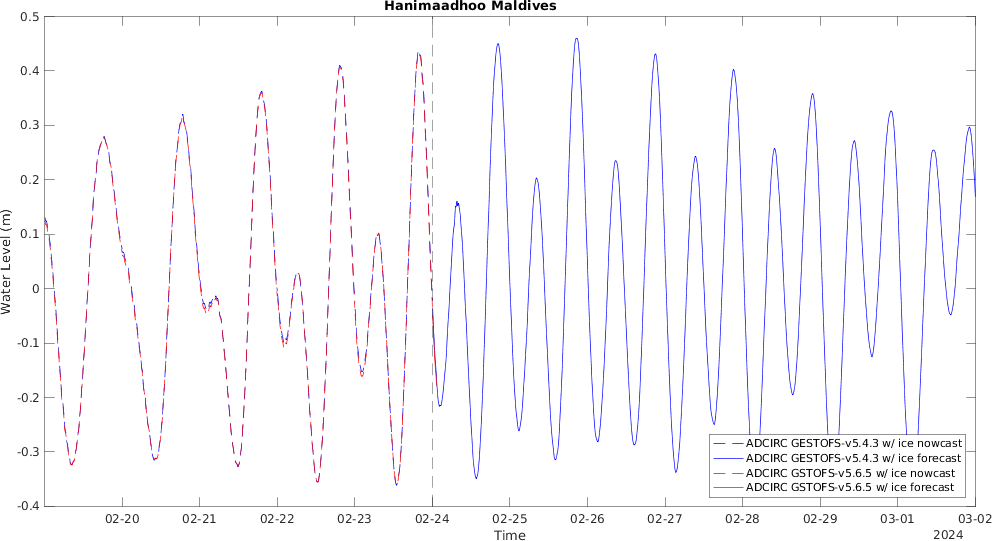 Hanimaadhoo Maldives
0.5
0.4
0.3
0.2
0.1
0
-0.1
-0.2
-0.3
-0.4
Water Level (m)
ADCIRC GESTOFS-v5.4.3 w/ ice nowcast
ADCIRC GESTOFS-v5.4.3 w/ ice forecast
ADCIRC GSTOFS-v5.6.5 w/ ice nowcast
ADCIRC GSTOFS-v5.6.5 w/ ice forecast
02-20 02-21 02-22 02-23 02-24 02-25 02-26 02-27 02-28 02-29 03-01 03-02
Time 2024